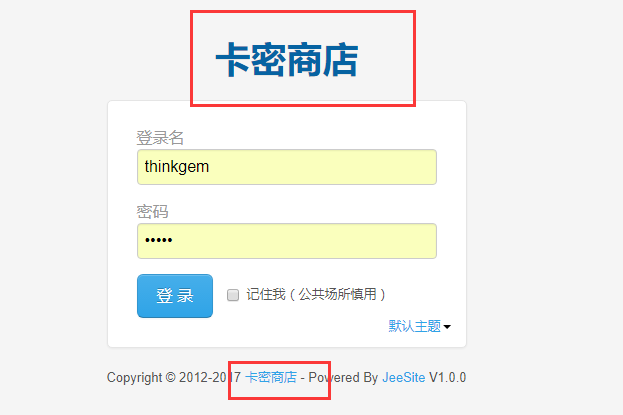 卡密商店
登录名
thinkgem
密码
•••••
登 录 记住我（公共场所慎用）
默认主题
Copyright © 2012-2017 卡密商店 - Powered By JeeSite V1.0.0